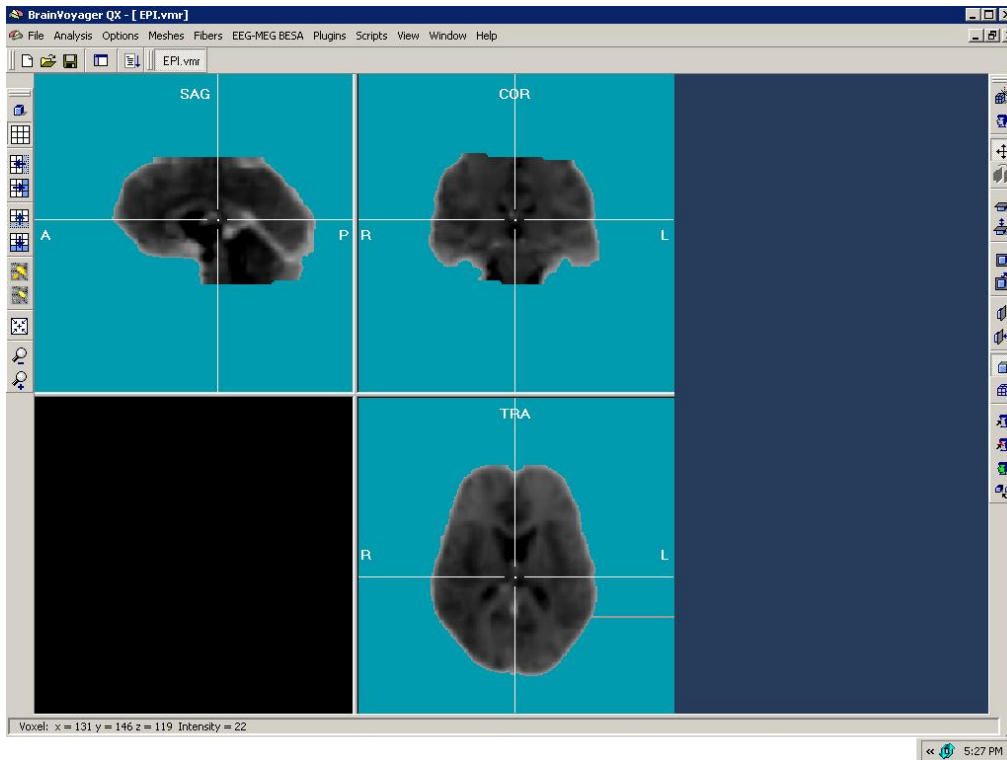 BrainVoyager QX - [ EPI.vmr]
File Analysis Options Meshes Fibers EEG-MEG BESA Plugins Scripts View Window Help
EPI.vmr
SAG
COR
A
P
R
L
TRA
R
L
Voxel: x = 131 y = 146 z = 119 Intensity = 22
« 5:27 PM